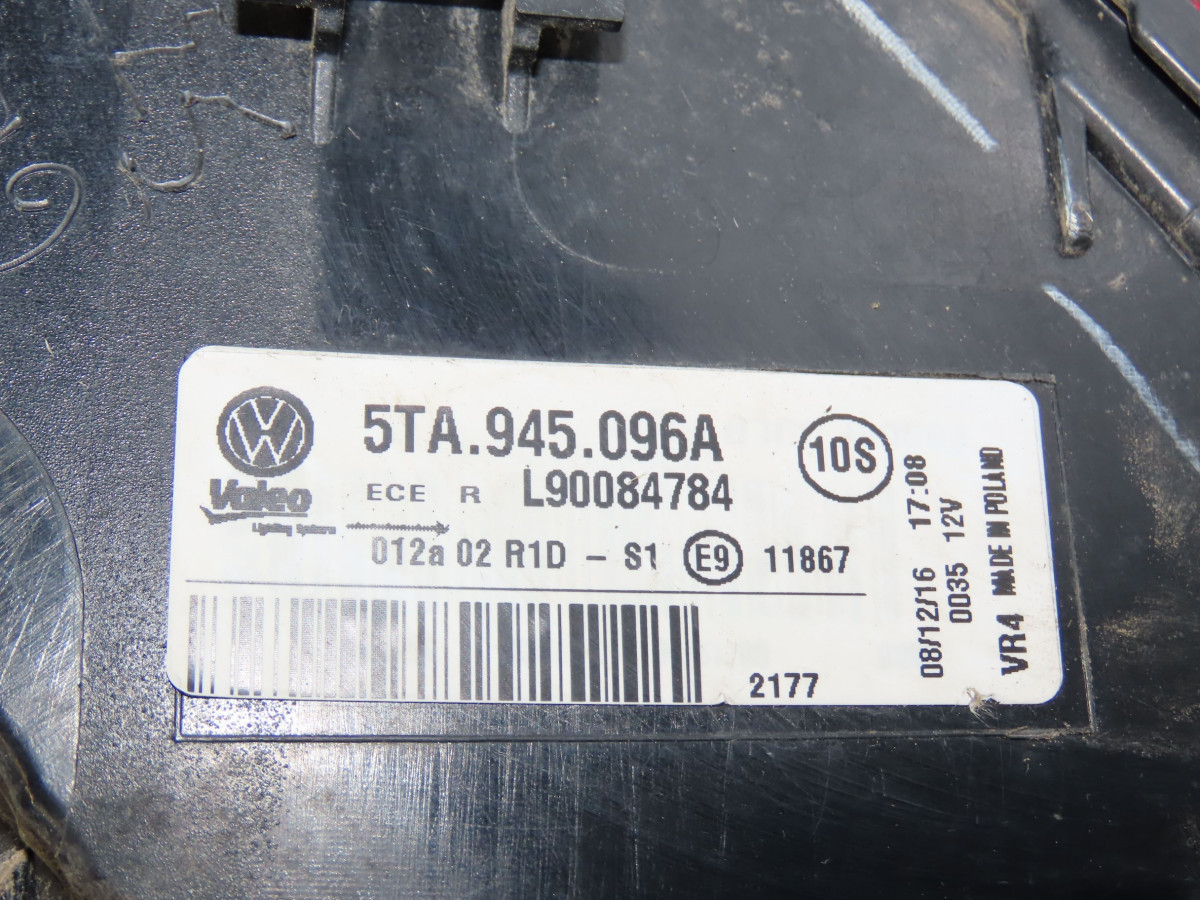 5TA.945.096A
10S
Valeo
Lighting Systems
ECE R L90084784
012a 02 R1D - S1 E9 11867
2177
08/12/16 17:08
0035 12V
VR4 MADE IN POLAND